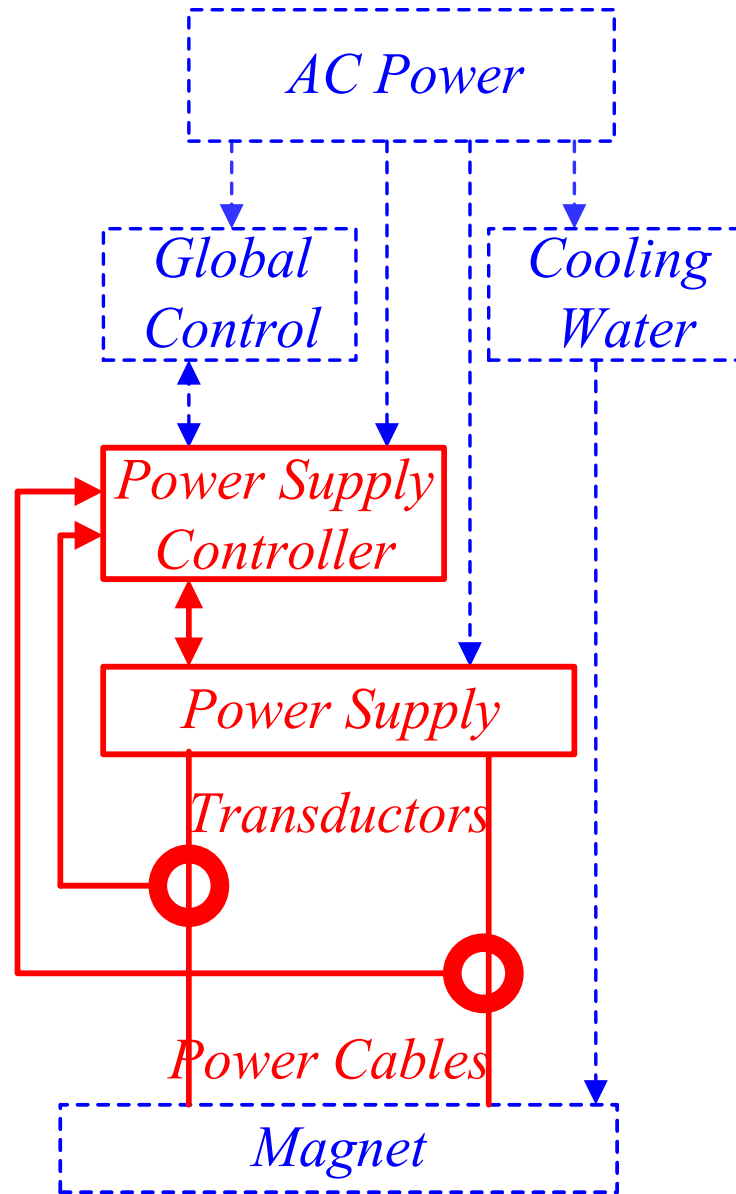 AC Power
Global
Control
Cooling
Water
Power Supply
Controller
Power Supply
Transductors
Power Cables
Magnet